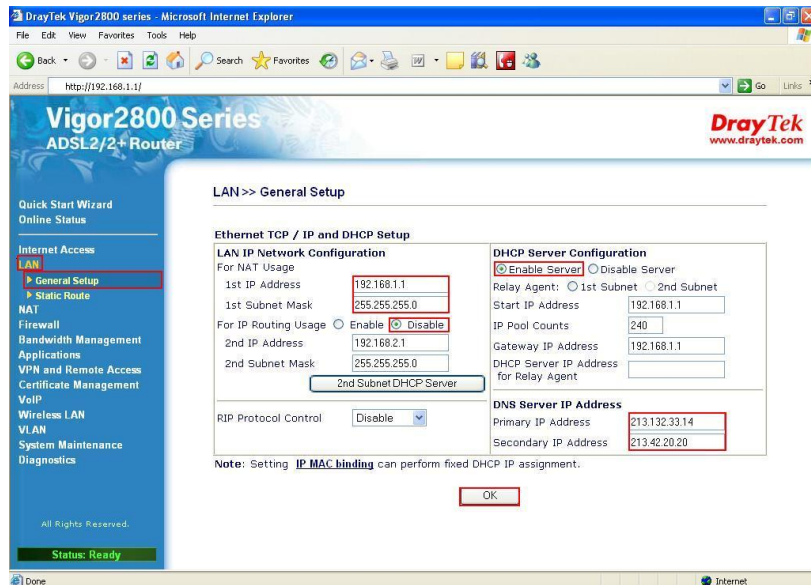 DrayTek Vigor2800 series - Microsoft Internet Explorer
File Edit View Favorites Tools Help
Back Search Favorites
Address http://192.168.1.1/ Go Links
Vigor2800 Series
ADSL2/2+ Router
DrayTek
www.draytek.com
Quick Start Wizard
Online Status
Internet Access
LAN
General Setup
Static Route
NAT
Firewall
Bandwidth Management
Applications
VPN and Remote Access
Certificate Management
VoIP
Wireless LAN
VLAN
System Maintenance
Diagnostics
All Rights Reserved.
Status: Ready
LAN >> General Setup
Ethernet TCP / IP and DHCP Setup
LAN IP Network Configuration
For NAT Usage
1st IP Address 192.168.1.1
1st Subnet Mask 255.255.255.0
For IP Routing Usage Enable Disable
2nd IP Address 192.168.2.1
2nd Subnet Mask 255.255.255.0
2nd Subnet DHCP Server
RIP Protocol Control Disable
DHCP Server Configuration
Enable Server Disable Server
Relay Agent: 1st Subnet 2nd Subnet
Start IP Address 192.168.1.1
IP Pool Counts 240
Gateway IP Address 192.168.1.1
DHCP Server IP Address
for Relay Agent
DNS Server IP Address
Primary IP Address 213.132.33.14
Secondary IP Address 213.42.20.20
Note: Setting IP MAC binding can perform fixed DHCP IP assignment.
OK
Done Internet